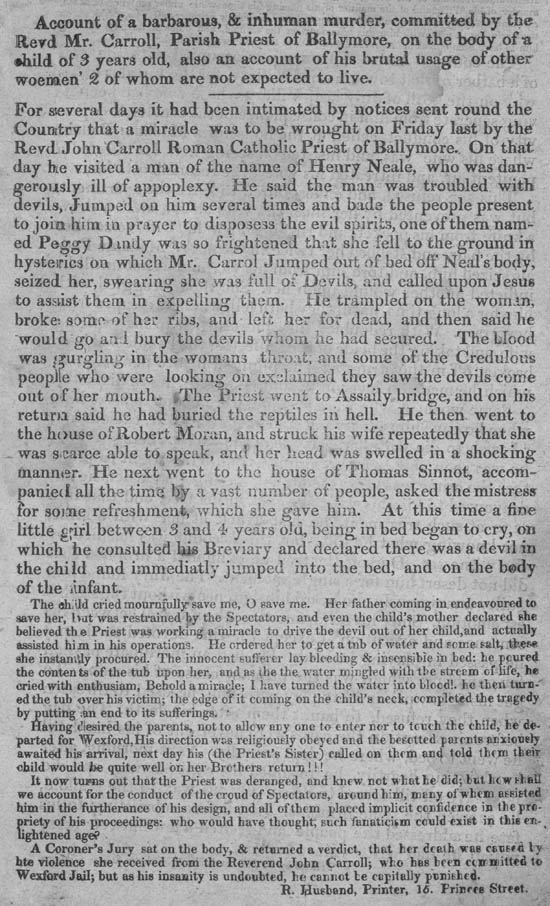 Account of a barbarous, & inhuman murder, committed by the
Revd Mr. Carroll, Parish Priest of Ballymore, on the body of a
child of 3 years old, also an account of his brutal usage of other
woemen' 2 of whom are not expected to live.
For several days it had been intimated by notices sent round the
Country that a miracle was to be wrought on Friday last by the
Revd. John Carroll Roman Catholic Priest of Ballymore. On that
day he visited a man of the name of Henry Neale, who was dan-
gerously ill of appoplexy. He said the man was troubled with
devils, Jumped on him several times and bade the people present
to join him in prayer to disposess the evil spirits, one of them nam-
ed Peggy Dandy was so frightened that she fell to the ground in
hysterics on which Mr. Carrol Jumped out of bed off Neal's body,
seized her, swearing she was full of Devils, and called upon Jesus
to assist them in expelling them. He trampled on the woman,
broke some of her ribs, and left her for dead, and then said he
would go and bury the devils whom he had secured. The blood
was gurgling in the womans throat, and some of the Credulous
people who were looking on exclaimed they saw the devils come
out of her mouth. The Priest went to Assaily bridge, and on his
return said he had buried the reptiles in hell. He then went to
the house of Robert Moran, and struck his wife repeatedly that she
was scarce able to speak, and her head was swelled in a shocking
manner. He next went to the house of Thomas Sinnot, accom-
panied all the time by a vast number of people, asked the mistress
for some refreshment, which she gave him. At this time a fine
little girl between 3 and 4 years old, being in bed began to cry, on
which he consulted his Breviary and declared there was a devil in
the child and immediatly jumped into the bed, and on the body
of the infant.
The child cried mournfully save me, O save me. Her father coming in endeavoured to
save her, but was restrained by the Spectators, and even the child's mother declared she
believed the Priest was working a miracle to drive the devil out of her child, and actually
assisted him in his operations. He ordered her to get a tub of water and some salt, these
she instantly procured. The innocent sufferer lay bleeding & insensible in bed: he poured
the contents of the tub upon her, and as the the water mingled with the stream of life, he
cried with enthusiam, Behold a miracle; I have turned the water into blood!. he then turn-
ed the tub over his victim; the edge of it coming on the child's neck, completed the tragedy
by putting an end to its sufferings.
Having desired the parents, not to allow any one to enter nor to touch the child, he de-
parted for Wexford, His direction was religiously obeyed and the besotted parents anxiously
awaited his arrival, next day his (the Priest's Sister) called on them and told them their
child would be quite well on her Brothers return!!!
It now turns out that the Priest was deranged, and knew not what he did; but how shall
we account for the conduct of the croud of Spectators, around him, many of whom assisted
him in the furtherance of his design, and all of them placed implicit confidence in the pro-
priety of his proceedings: who would have thought, such fanaticism could exist in this en-
lightened age?
A Coroner's Jury sat on the body, & returned a verdict, that her death was caused by
hte violence she received from the Reverend John Carroll; who has been committed to
Wexford Jail; but as his insanity is undoubted, he cannot be capitally punished.
R. Husband, Printer, 15. Princes Street.